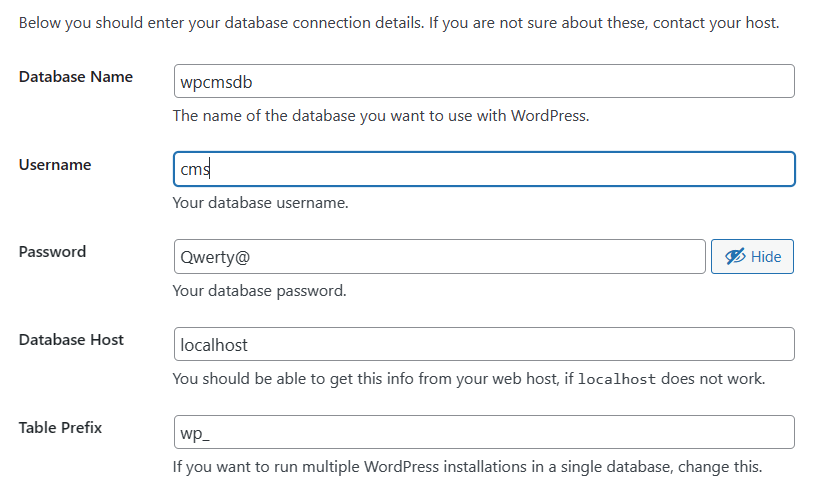 Below you should enter your database connection details. If you are not sure about these, contact your host.
Database Name
wpcmsdb
The name of the database you want to use with WordPress.
Username
cms
Your database username.
Password
Qwerty@
Hide
Your database password.
Database Host
localhost
You should be able to get this info from your web host, if localhost does not work.
Table Prefix
wp_
If you want to run multiple WordPress installations in a single database, change this.